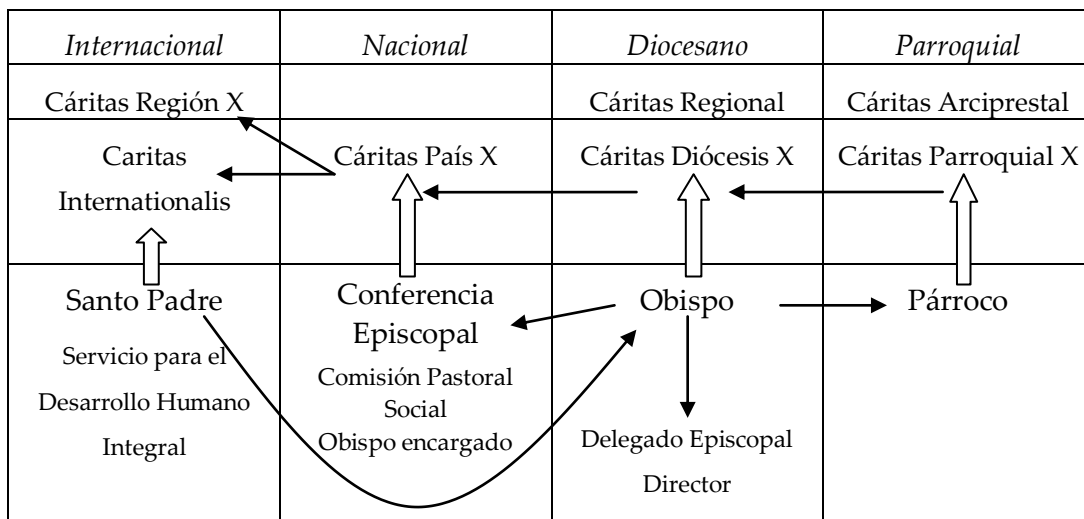 Internacional
Nacional
Diocesano
Parroquial
Cáritas Región X
Cáritas Regional
Cáritas Arciprestal
Caritas
Internationalis
Cáritas País X
Cáritas Diócesis X
Cáritas Parroquial X
Santo Padre
Servicio para el
Desarrollo Humano
Integral
Conferencia
Episcopal
Comisión Pastoral
Social
Obispo encargado
Obispo
Delegado Episcopal
Director
Párroco